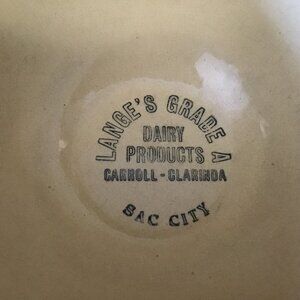 LANGE'S GRADE A
DAIRY
PRODUCTS
CARROLL - CLARINDA
SAC CITY